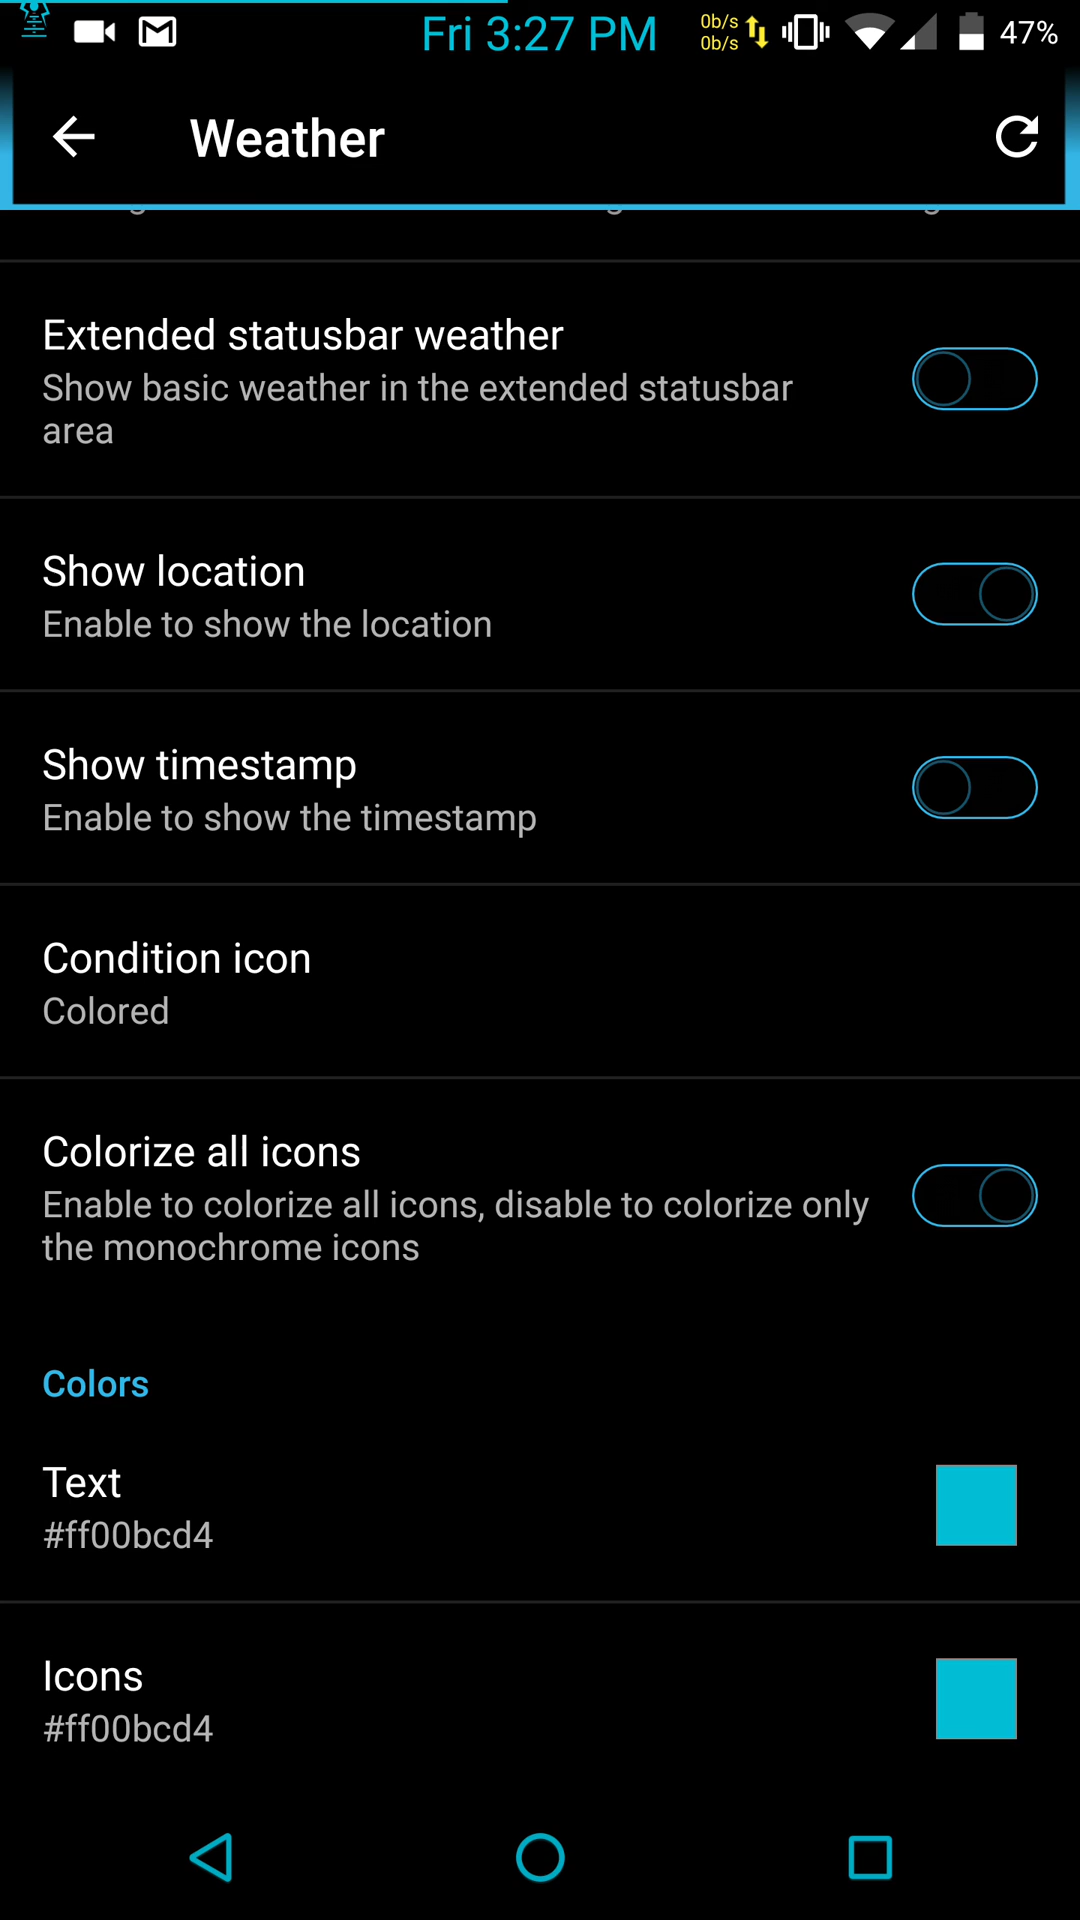 Fri 3:27 PM
0b/s
0b/s
47%
Weather
Extended statusbar weather
Show basic weather in the extended statusbar
area
Show location
Enable to show the location
Show timestamp
Enable to show the timestamp
Condition icon
Colored
Colorize all icons
Enable to colorize all icons, disable to colorize only
the monochrome icons
Colors
Text
#ff00bcd4
Icons
#ff00bcd4